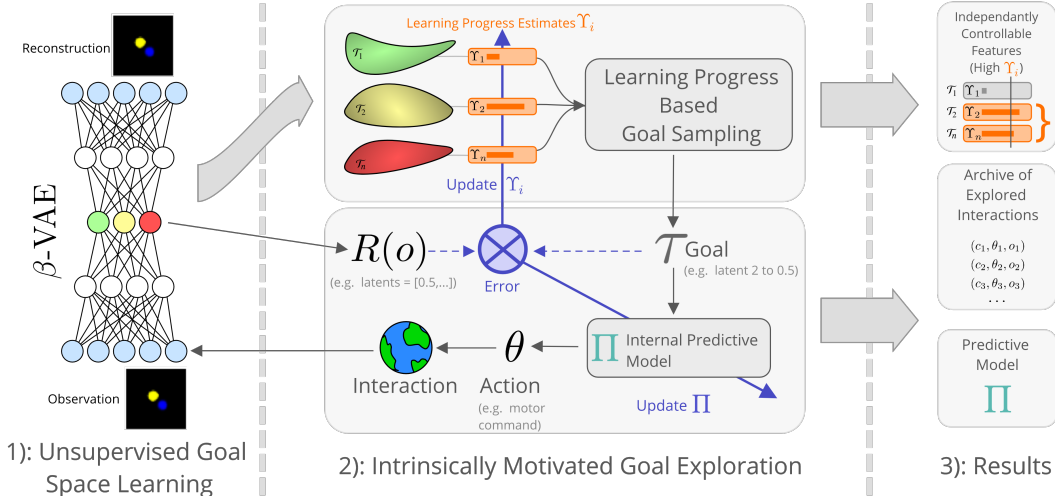 Reconstruction
β-VAE
Observation
1): Unsupervised Goal
Space Learning
Learning Progress Estimates ϒi
𝒯1
ϒ1
𝒯2
ϒ2
𝒯n
ϒn
Learning Progress
Based
Goal Sampling
Update ϒi
R(o)
(e.g. latents = [0.5,...])
Error
𝒯 Goal
(e.g. latent 2 to 0.5)
Π Internal Predictive
Model
θ
Interaction
Action
(e.g. motor
command)
Update Π
2): Intrinsically Motivated Goal Exploration
Independantly
Controllable
Features
(High ϒi)
𝒯1 ϒ1
𝒯2 ϒ2
𝒯n ϒn
}
Archive of
Explored
Interactions
(c1, θ1, o1)
(c2, θ2, o2)
(c3, θ3, o3)
...
Predictive
Model
Π
3): Results